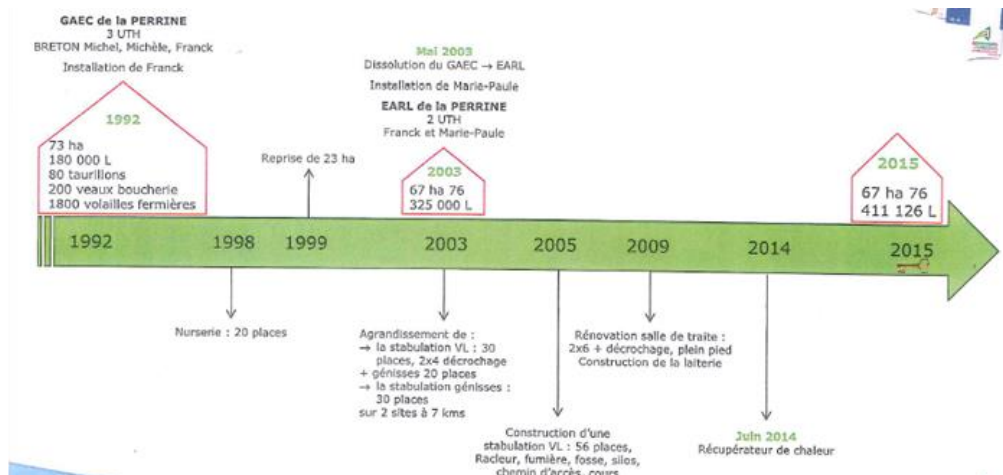 GAEC de la PERRINE
3 UTH
BRETON Michel, Michèle, Franck
Installation de Franck
1992
73 ha
180 000 L
80 taurillons
200 veaux boucherie
1800 volailles fermières
Reprise de 23 ha
Mai 2003
Dissolution du GAEC → EARL
Installation de Marie-Paule
EARL de la PERRINE
2 UTH
Franck et Marie-Paule
2003
67 ha 76
325 000 L
2015
67 ha 76
411 126 L
1992
1998
1999
2003
2005
2009
2014
2015
Nurserie : 20 places
Agrandissement de :
→ la stabulation VL : 30
places, 2x4 décrochage
+ génisses 20 places
→ la stabulation génisses :
30 places
sur 2 sites à 7 kms
Construction d'une
stabulation VL : 56 places,
Racleur, fumière, fosse, silos,
chemin d'accès, cours
Rénovation salle de traite :
2x6 + décrochage, plein pied
Construction de la laiterie
Juin 2014
Récupérateur de chaleur